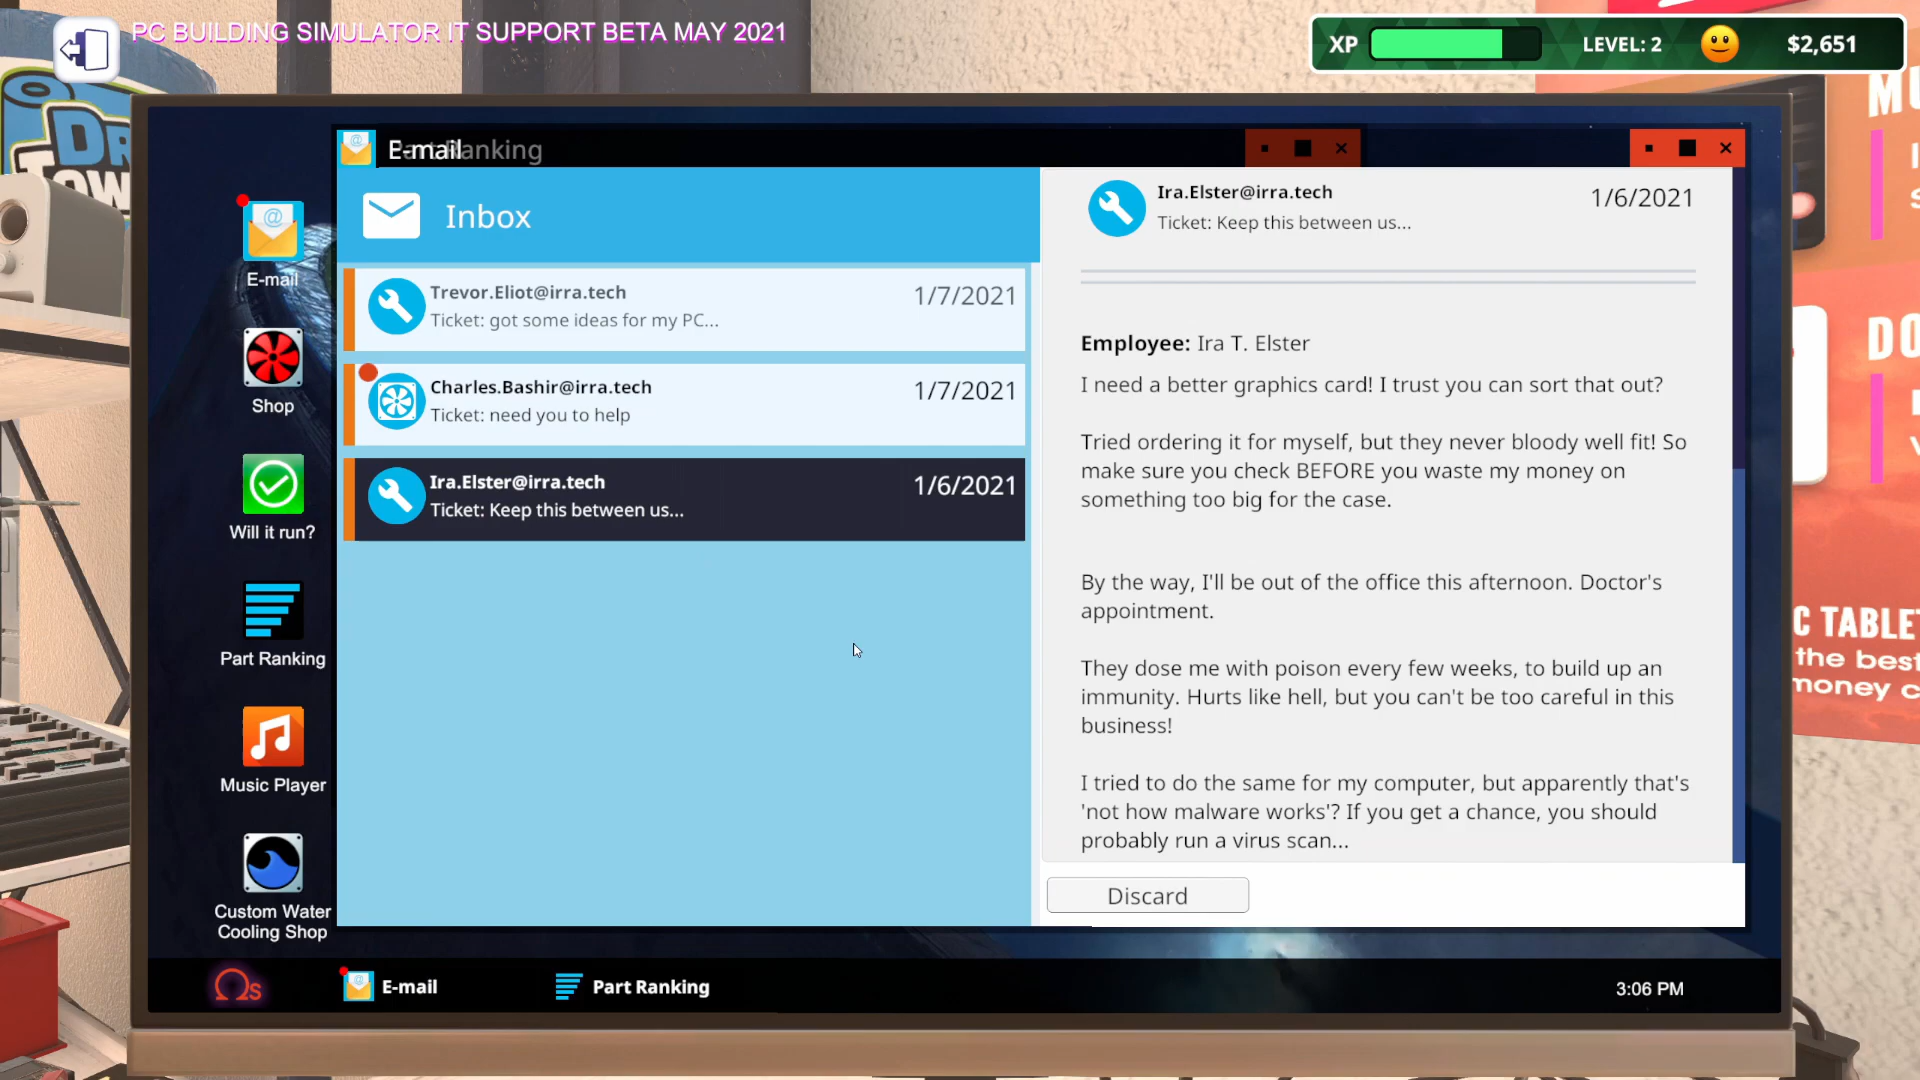 PC BUILDING SIMULATOR IT SUPPORT BETA MAY 2021
XP
LEVEL: 2
$2,651
E-mail
Part Ranking
Inbox
Trevor.Eliot@irra.tech
1/7/2021
Ticket: got some ideas for my PC...
Charles.Bashir@irra.tech
1/7/2021
Ticket: need you to help
Ira.Elster@irra.tech
1/6/2021
Ticket: Keep this between us...
Ira.Elster@irra.tech
1/6/2021
Ticket: Keep this between us...
Employee: Ira T. Elster
I need a better graphics card! I trust you can sort that out?
Tried ordering it for myself, but they never bloody well fit! So
make sure you check BEFORE you waste my money on
something too big for the case.
By the way, I'll be out of the office this afternoon. Doctor's
appointment.
They dose me with poison every few weeks, to build up an
immunity. Hurts like hell, but you can't be too careful in this
business!
I tried to do the same for my computer, but apparently that's
'not how malware works'? If you get a chance, you should
probably run a virus scan...
Discard
E-mail
Shop
Will it run?
Part Ranking
Music Player
Custom Water
Cooling Shop
Ωs
E-mail
Part Ranking
3:06 PM
C TABLE
the best
money c